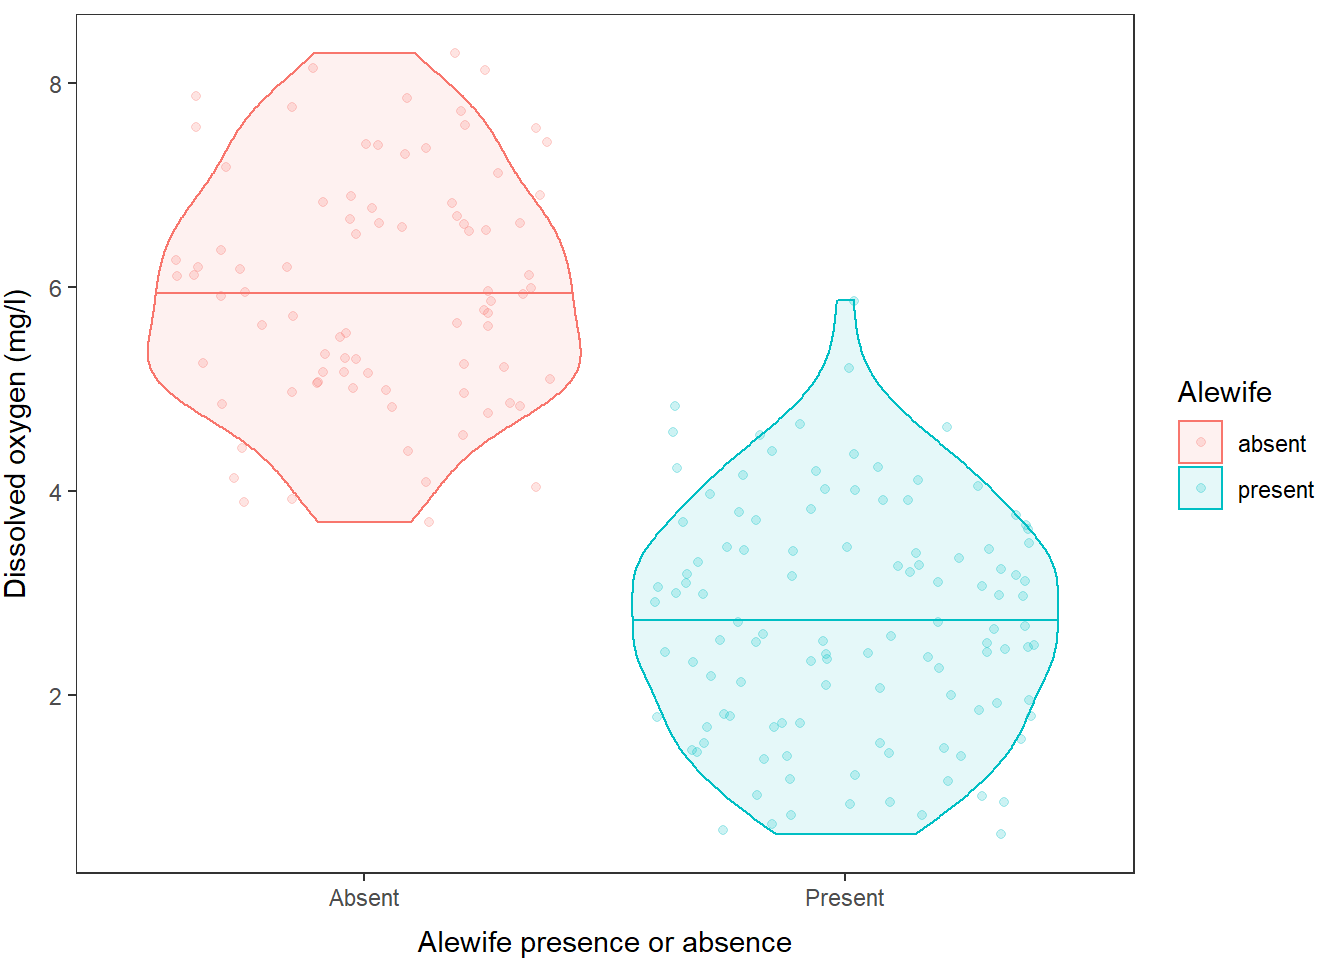 Dissolved oxygen (mg/l)
8
6
4
2
Absent
Present
Alewife presence or absence
Alewife
absent
present